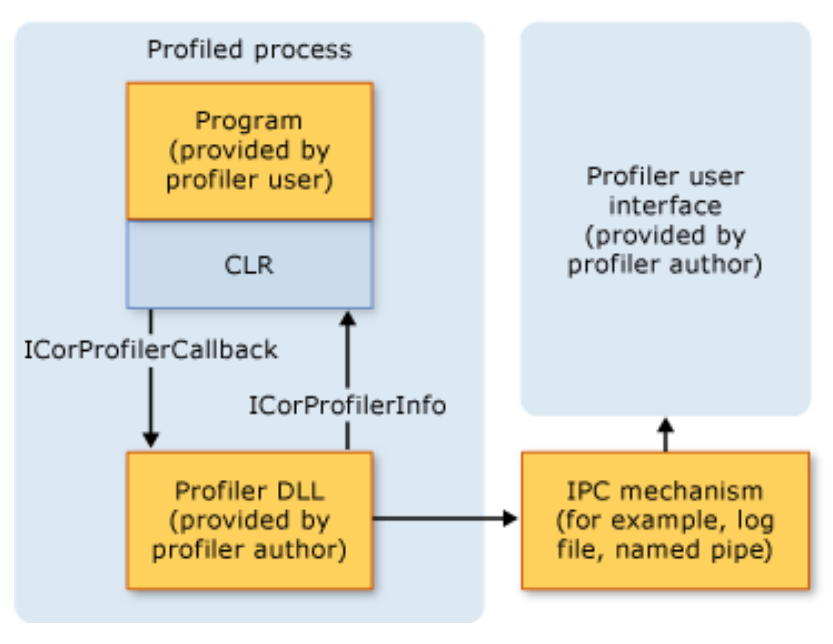 Profiled process
Program
(provided by
profiler user)
CLR
ICorProfilerCallback
ICorProfilerInfo
Profiler DLL
(provided by
profiler author)
Profiler user
interface
(provided by
profiler author)
IPC mechanism
(for example, log
file, named pipe)